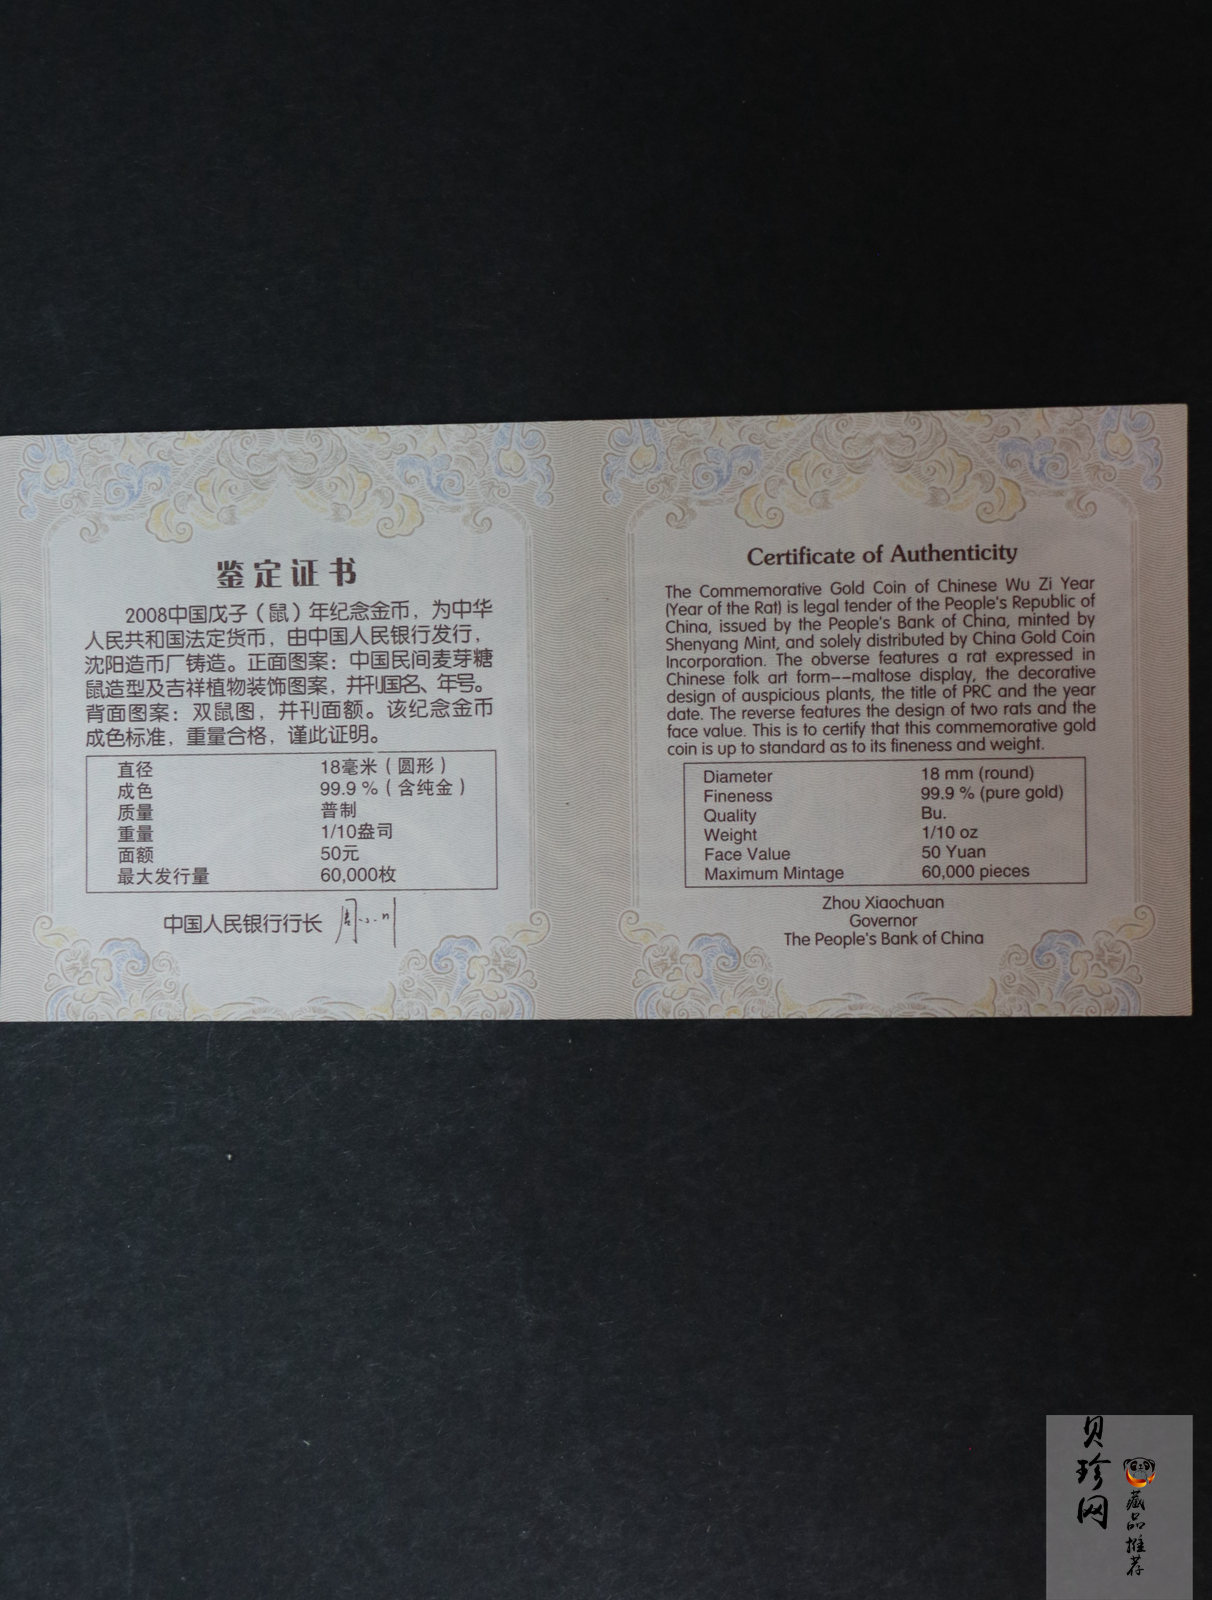 鉴定证书
2008中国戊子（鼠）年纪念金币，为中华
人民共和国法定货币，由中国人民银行发行，
沈阳造币厂铸造。正面图案：中国民间麦芽糖
鼠造型及吉祥植物装饰图案，并刊国名、年号。
背面图案：双鼠图，并刊面额。该纪念金币
成色标准，重量合格，谨此证明。
直径 18毫米（圆形）
成色 99.9 %（含纯金）
质量 普制
重量 1/10盎司
面额 50元
最大发行量 60,000枚
中国人民银行行长
Certificate of Authenticity
The Commemorative Gold Coin of Chinese Wu Zi Year
(Year of the Rat) is legal tender of the People's Republic of
China, issued by the People's Bank of China, minted by
Shenyang Mint, and solely distributed by China Gold Coin
Incorporation. The obverse features a rat expressed in
Chinese folk art form--maltose display, the decorative
design of auspicious plants, the title of PRC and the year
date. The reverse features the design of two rats and the
face value. This is to certify that this commemorative gold
coin is up to standard as to its fineness and weight.
Diameter 18 mm (round)
Fineness 99.9 % (pure gold)
Quality Bu.
Weight 1/10 oz
Face Value 50 Yuan
Maximum Mintage 60,000 pieces
Zhou Xiaochuan
Governor
The People's Bank of China
贝珍网
藏品推荐